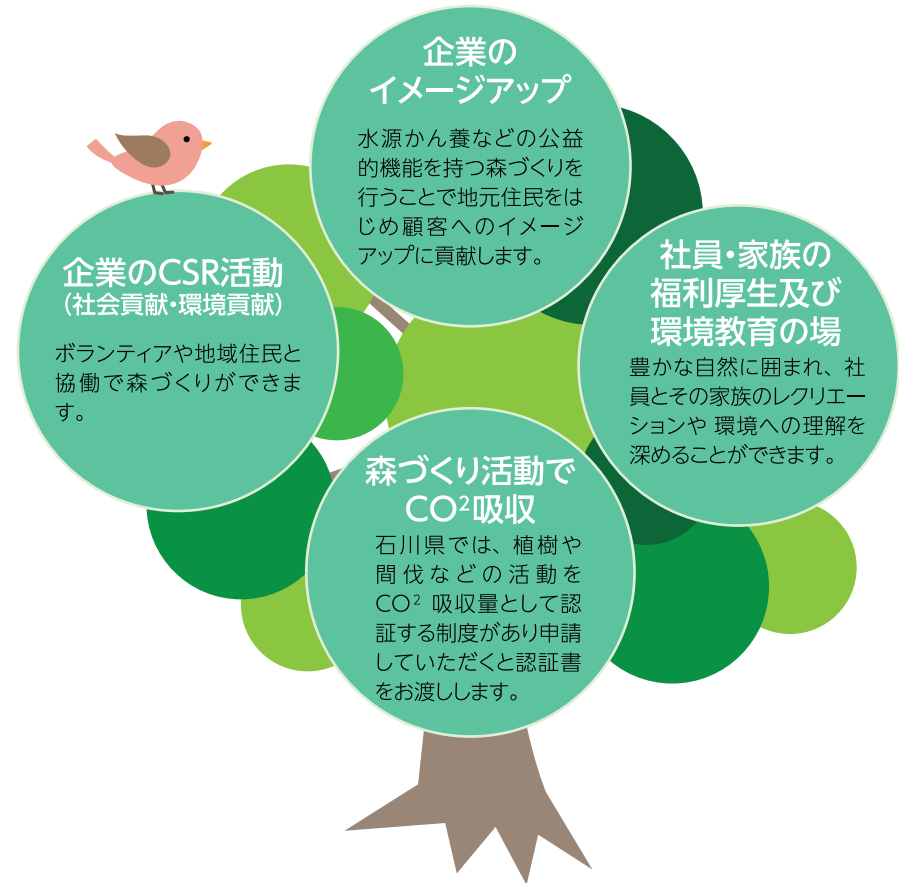 企業の
イメージアップ
水源かん養などの公益
的機能を持つ森づくりを
行うことで地元住民をは
じめ顧客へのイメージ
アップに貢献します。
企業のCSR活動
（社会貢献・環境貢献）
ボランティアや地域住民と
協働で森づくりができま
す。
社員・家族の
福利厚生及び
環境教育の場
豊かな自然に囲まれ、社
員とその家族のレクリエー
ションや 環境への理解を
深めることができます。
森づくり活動で
CO²吸収
石川県では、植樹や
間伐などの活動を
CO² 吸収量として認
証する制度があり申請
していただくと認証書
をお渡しします。